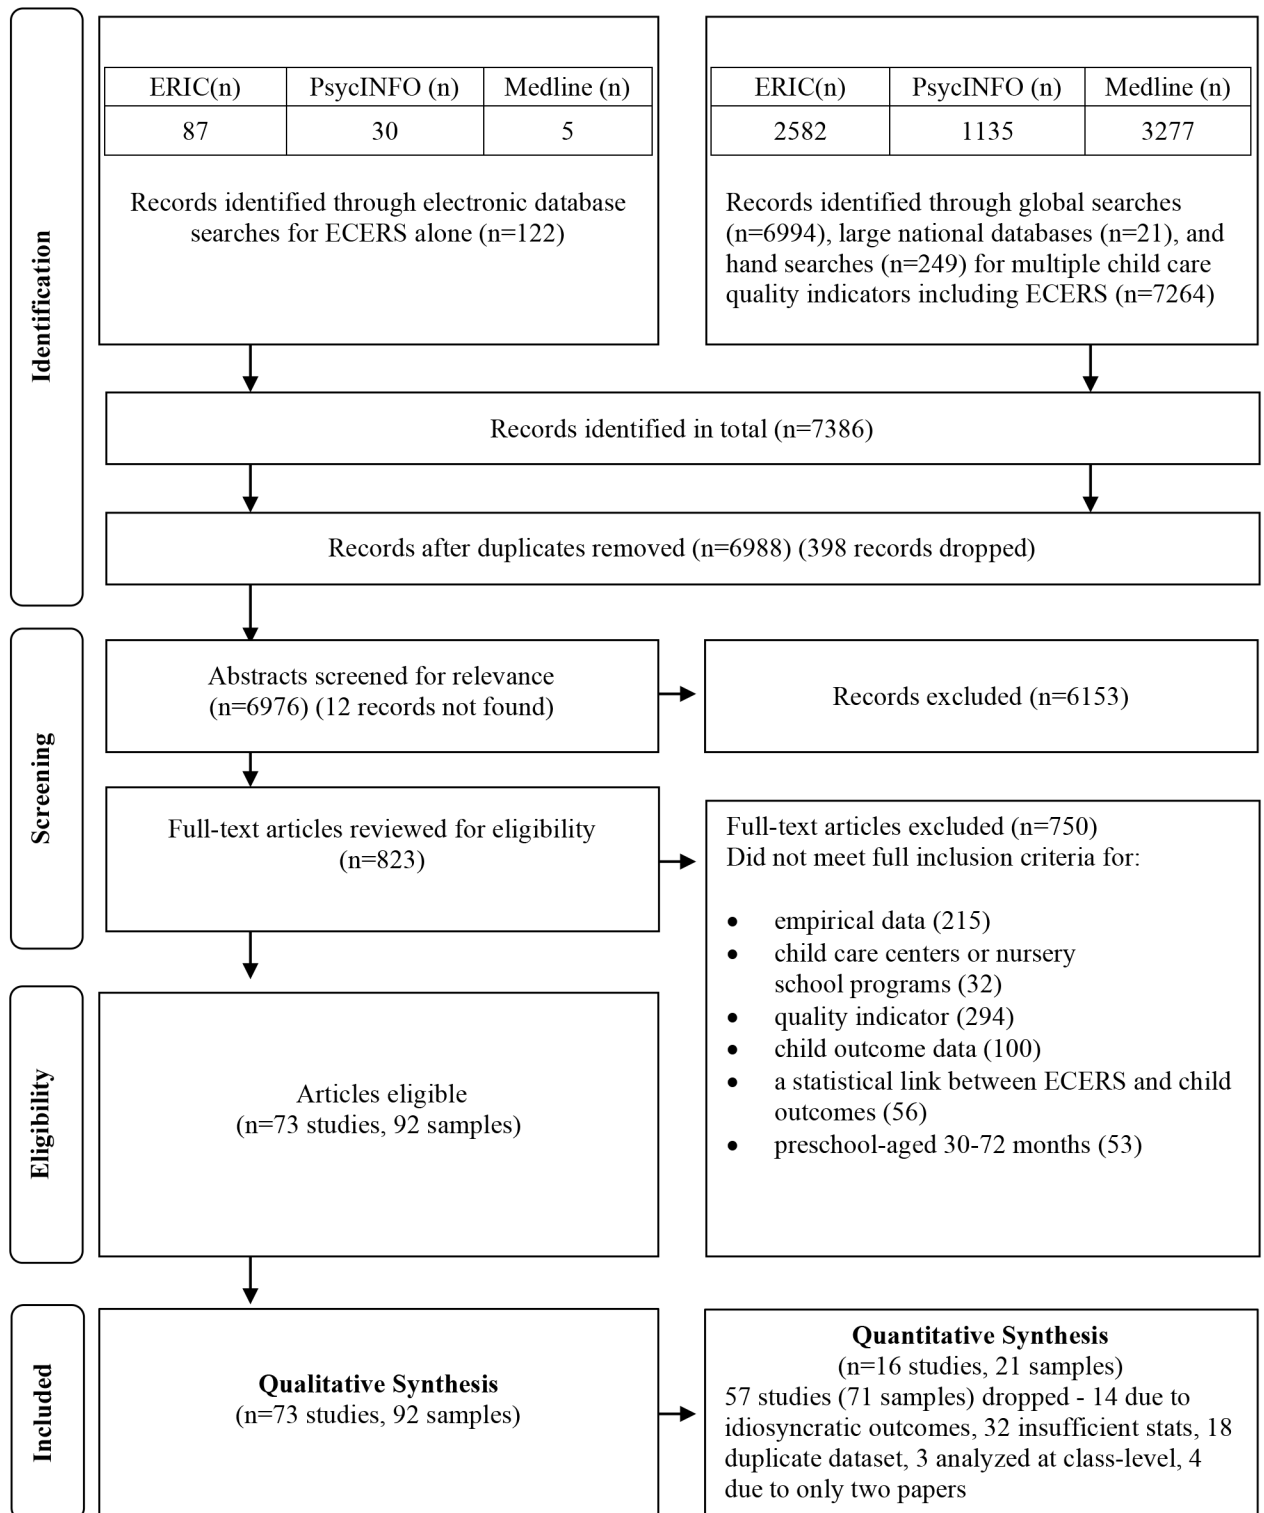 Identification
ERIC(n) PsycINFO (n) Medline (n)
87 30 5
Records identified through electronic database
searches for ECERS alone (n=122)
ERIC(n) PsycINFO (n) Medline (n)
2582 1135 3277
Records identified through global searches
(n=6994), large national databases (n=21), and
hand searches (n=249) for multiple child care
quality indicators including ECERS (n=7264)
Records identified in total (n=7386)
Records after duplicates removed (n=6988) (398 records dropped)
Screening
Abstracts screened for relevance
(n=6976) (12 records not found)
Records excluded (n=6153)
Full-text articles reviewed for eligibility
(n=823)
Full-text articles excluded (n=750)
Did not meet full inclusion criteria for:
• empirical data (215)
• child care centers or nursery
school programs (32)
• quality indicator (294)
• child outcome data (100)
• a statistical link between ECERS and child
outcomes (56)
• preschool-aged 30-72 months (53)
Eligibility
Articles eligible
(n=73 studies, 92 samples)
Included
Qualitative Synthesis
(n=73 studies, 92 samples)
Quantitative Synthesis
(n=16 studies, 21 samples)
57 studies (71 samples) dropped - 14 due to
idiosyncratic outcomes, 32 insufficient stats, 18
duplicate dataset, 3 analyzed at class-level, 4
due to only two papers